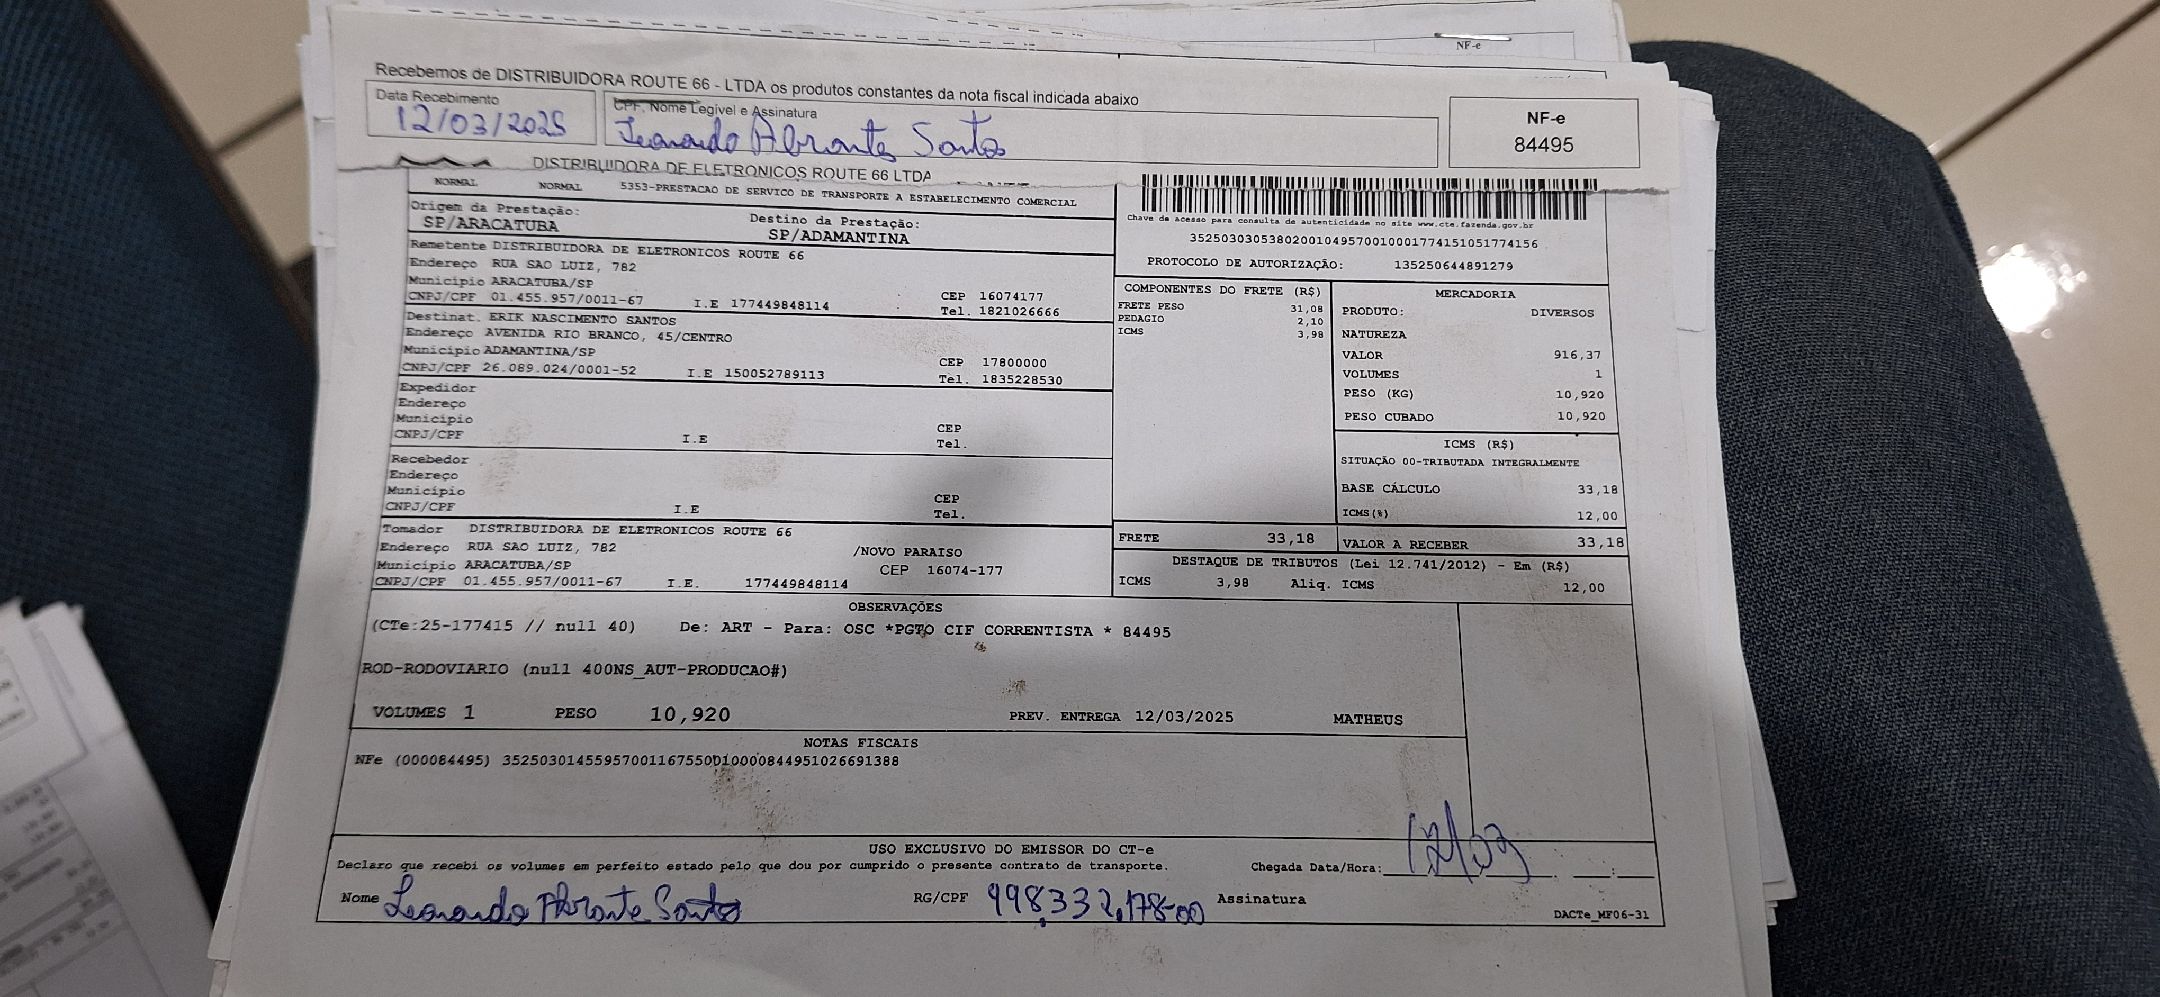 NF-e
Recebemos de DISTRIBUIDORA ROUTE 66 - LTDA os produtos constantes da nota fiscal indicada abaixo
Data Recebimento
12/03/2025
CPF, Nome Legível e Assinatura
Leonardo Abrante Santos
NF-e
84495
DISTRIBUIDORA DE ELETRONICOS ROUTE 66 LTDA
NORMAL NORMAL 5353-PRESTACAO DE SERVICO DE TRANSPORTE A ESTABELECIMENTO COMERCIAL
Origem da Prestação:
SP/ARACATUBA
Destino da Prestação:
SP/ADAMANTINA
Remetente DISTRIBUIDORA DE ELETRONICOS ROUTE 66
Endereço RUA SAO LUIZ, 782
Município ARACATUBA/SP
CEP 16074177
CNPJ/CPF 01.455.957/0011-67 I.E 177449848114 Tel. 1821026666
Destinat. ERIK NASCIMENTO SANTOS
Endereço AVENIDA RIO BRANCO, 45/CENTRO
Município ADAMANTINA/SP
CEP 17800000
CNPJ/CPF 26.089.024/0001-52 I.E 150052789113 Tel. 1835228530
Expedidor
Endereço
Município
CEP
CNPJ/CPF I.E Tel.
Recebedor
Endereço
Município
CEP
CNPJ/CPF I.E Tel.
Tomador DISTRIBUIDORA DE ELETRONICOS ROUTE 66
Endereço RUA SAO LUIZ, 782 /NOVO PARAISO
Município ARACATUBA/SP CEP 16074-177
CNPJ/CPF 01.455.957/0011-67 I.E. 177449848114
Chave de acesso para consulta de autenticidade no site www.cte.fazenda.gov.br
35250303053802001049570010001774151051774156
PROTOCOLO DE AUTORIZAÇÃO: 135250644891279
COMPONENTES DO FRETE (R$)
FRETE PESO 31,08
PEDAGIO 2,10
ICMS 3,98
MERCADORIA
PRODUTO: DIVERSOS
NATUREZA
VALOR 916,37
VOLUMES 1
PESO (KG) 10,920
PESO CUBADO 10,920
ICMS (R$)
SITUAÇÃO 00-TRIBUTADA INTEGRALMENTE
BASE CÁLCULO 33,18
ICMS(%) 12,00
FRETE 33,18
VALOR A RECEBER 33,18
DESTAQUE DE TRIBUTOS (Lei 12.741/2012) - Em (R$)
ICMS 3,98 Aliq. ICMS 12,00
OBSERVAÇÕES
(CTe:25-177415 // null 40) De: ART - Para: OSC *PGTO CIF CORRENTISTA * 84495
ROD-RODOVIARIO (null 400NS_AUT-PRODUCAO#)
VOLUMES 1 PESO 10,920 PREV. ENTREGA 12/03/2025 MATHEUS
NOTAS FISCAIS
NFe (000084495) 35250301455957001167550010000844951026691388
USO EXCLUSIVO DO EMISSOR DO CT-e
Declaro que recebi os volumes em perfeito estado pelo que dou por cumprido o presente contrato de transporte.
Chegada Data/Hora: 12/03
Nome Leonardo Abrante Santos RG/CPF 998.332.178-00 Assinatura
DACTe_MF06-31